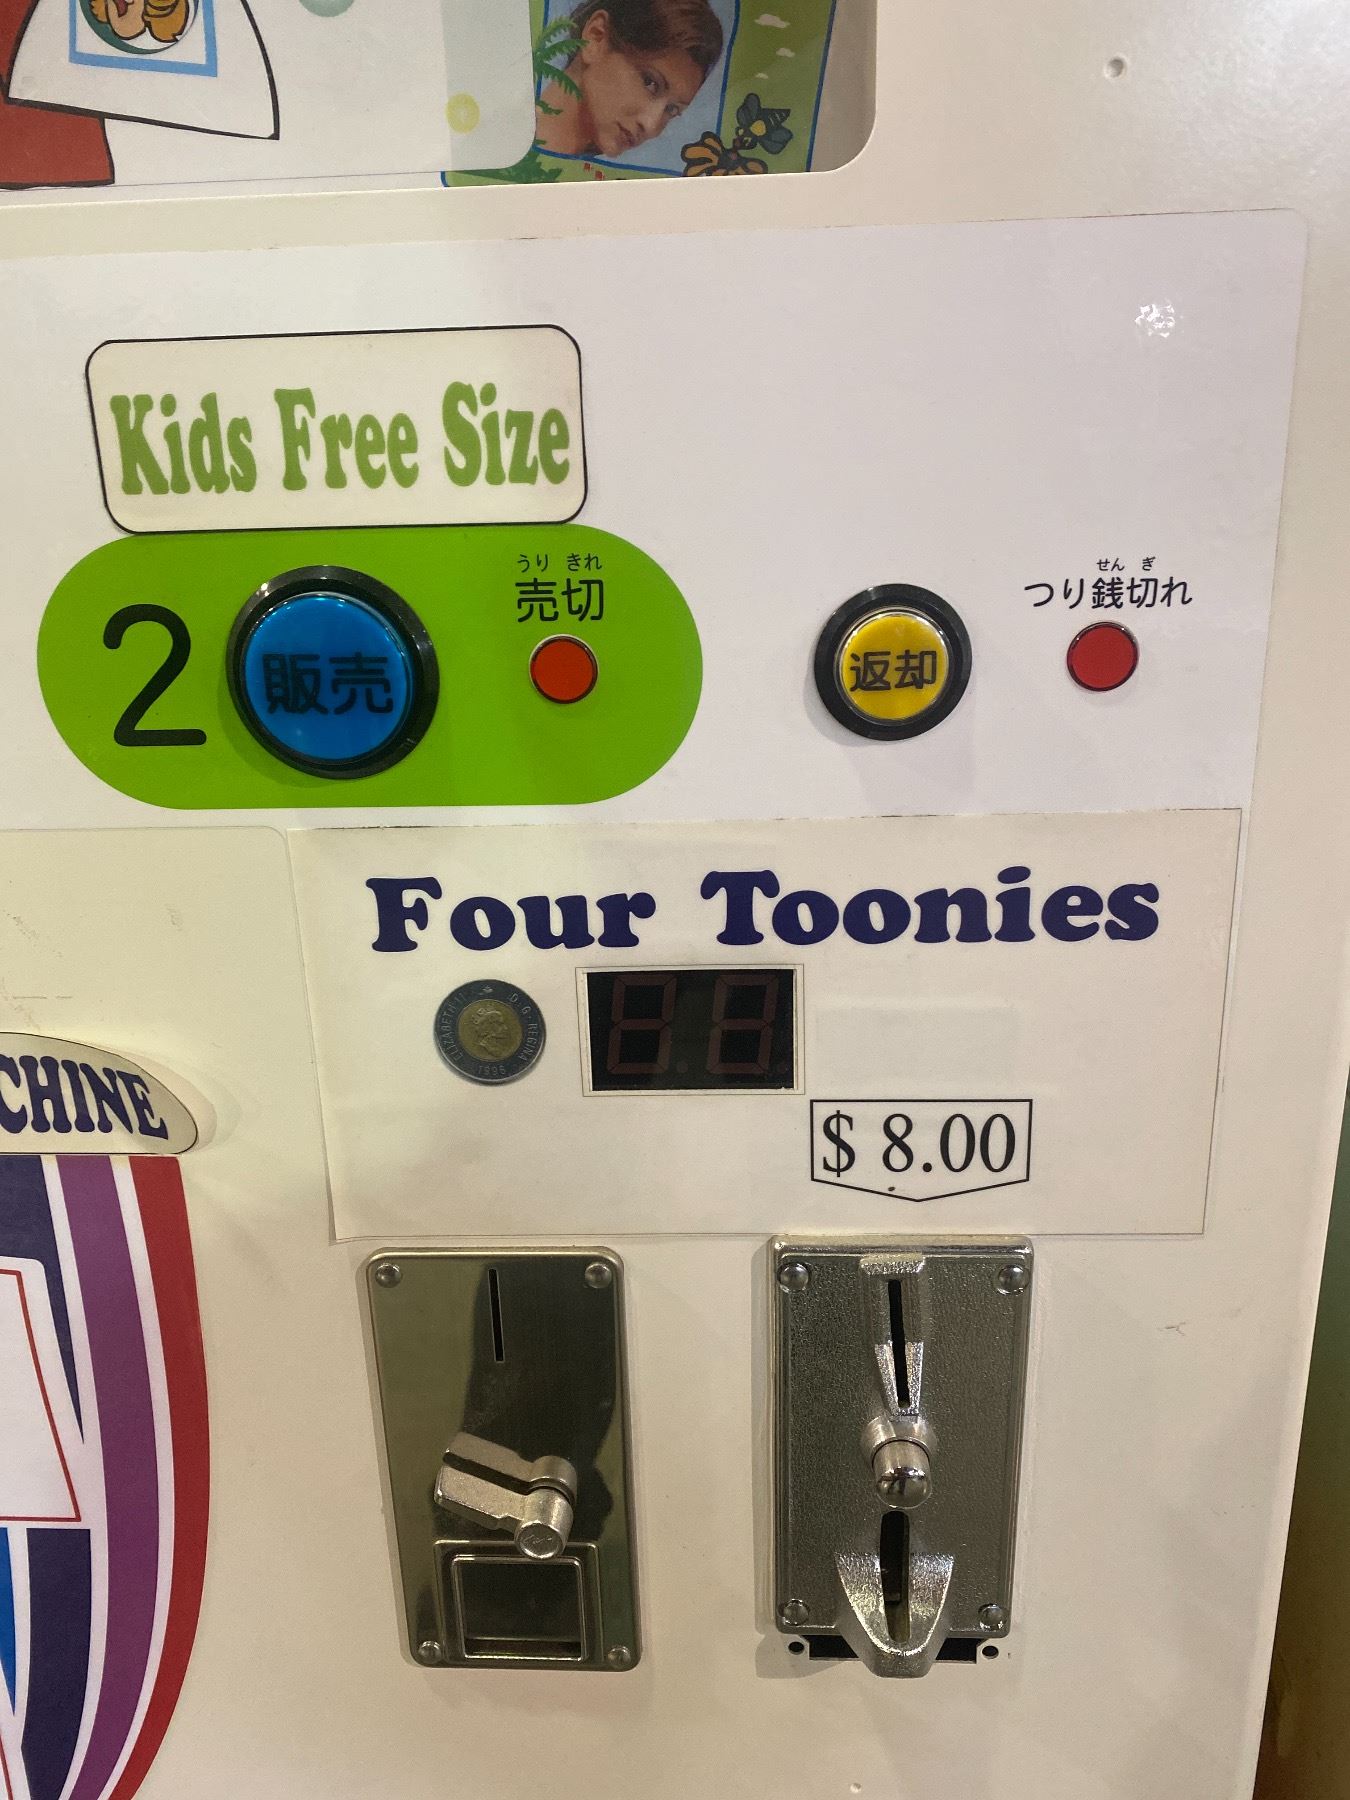 Kids Free Size
うり きれ
売切
2
販売
返却
せん ぎ
つり銭切れ
Four Toonies
ELIZABETH II D·G·REGINA
1996
$ 8.00
CHINE